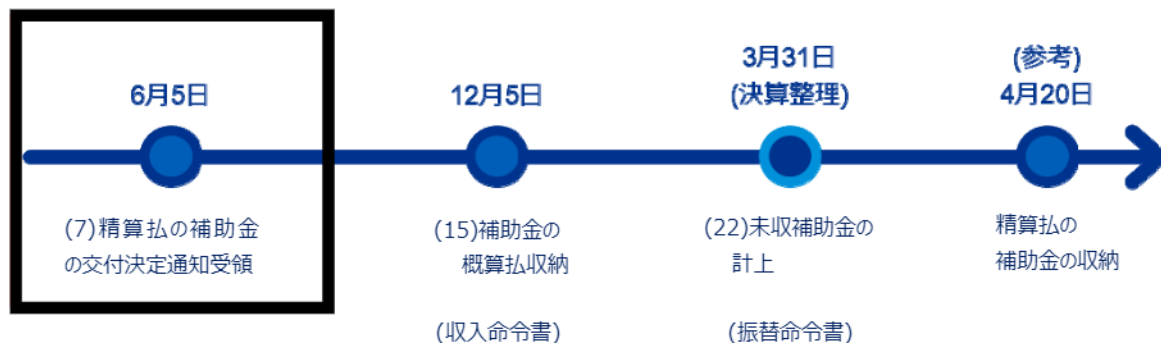 6月5日
(7)精算払の補助金
の交付決定通知受領
12月5日
(15)補助金の
概算払収納
(収入命令書)
3月31日
(決算整理)
(22)未収補助金の
計上
(振替命令書)
(参考)
4月20日
精算払の
補助金の収納